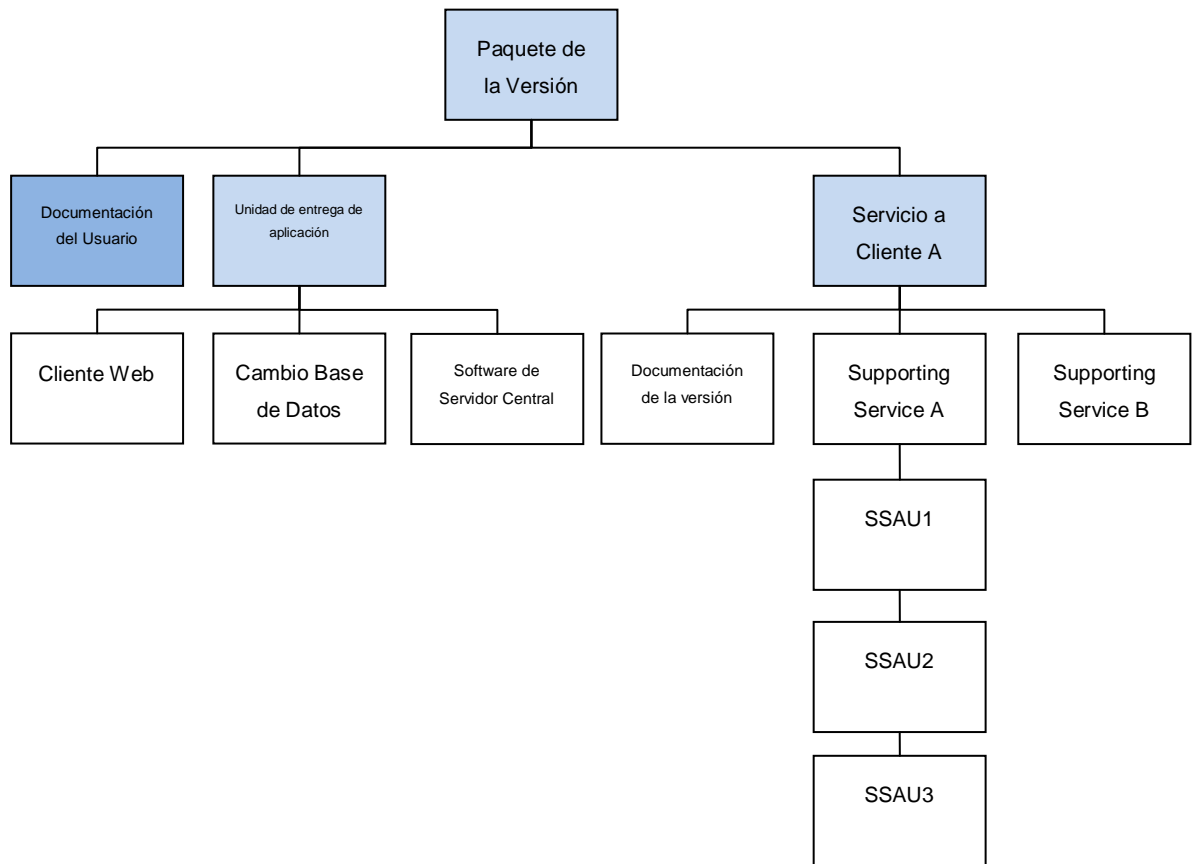 Paquete de
la Versión
Documentación
del Usuario
Unidad de entrega de
aplicación
Servicio a
Cliente A
Cliente Web
Cambio Base
de Datos
Software de
Servidor Central
Documentación
de la versión
Supporting
Service A
Supporting
Service B
SSAU1
SSAU2
SSAU3